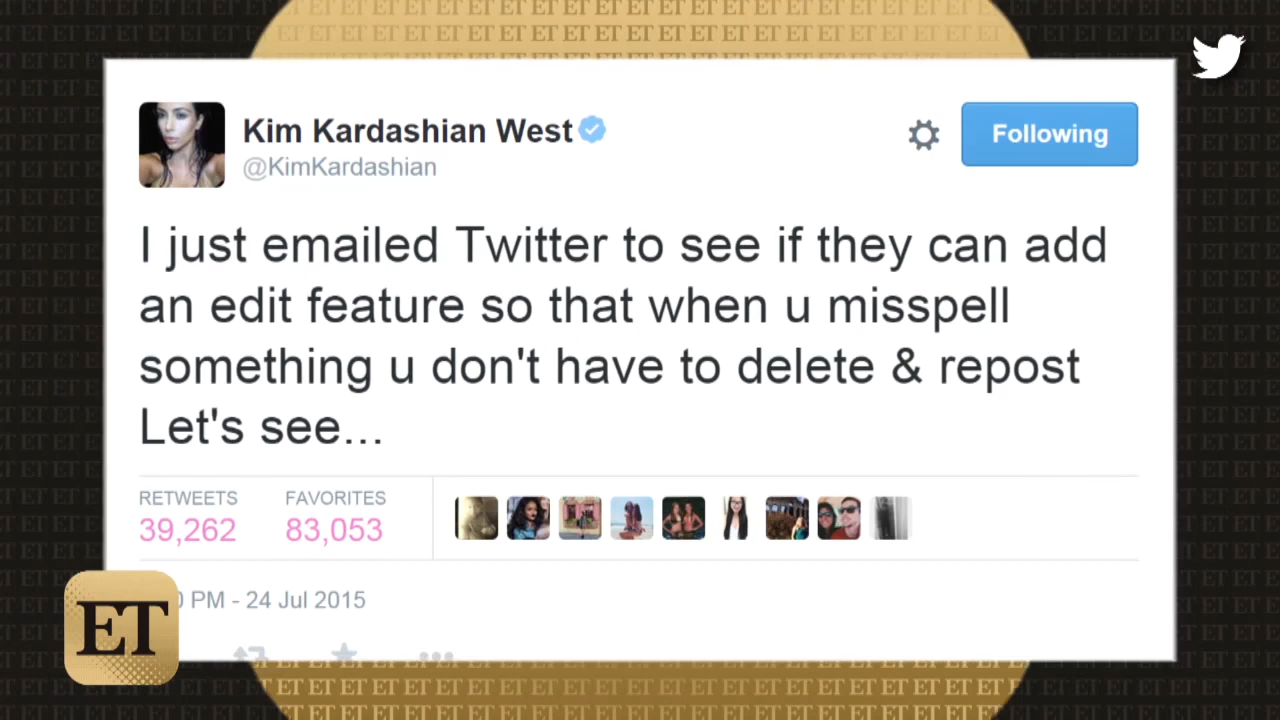 Kim Kardashian West
@KimKardashian
Following
I just emailed Twitter to see if they can add
an edit feature so that when u misspell
something u don't have to delete & repost
Let's see...
RETWEETS FAVORITES
39,262 83,053
PM - 24 Jul 2015
ET